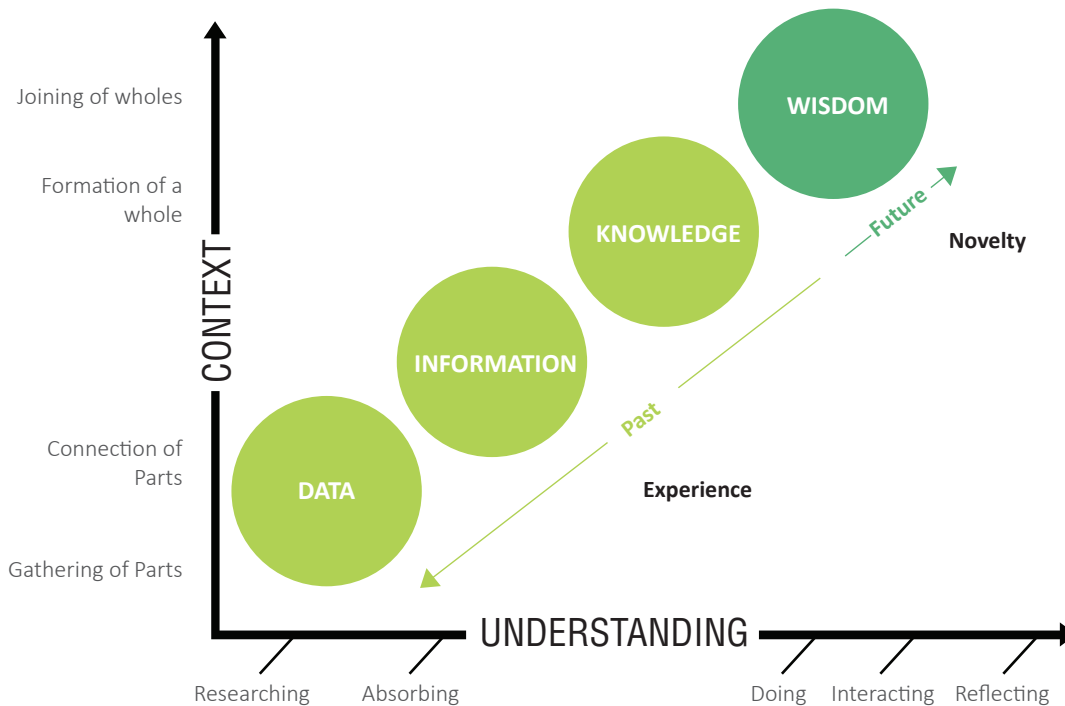 Joining of wholes
WISDOM
Formation of a
whole
Future
KNOWLEDGE
Novelty
CONTEXT
INFORMATION
Past
Connection of
Parts
Experience
DATA
Gathering of Parts
UNDERSTANDING
Researching
Absorbing
Doing
Interacting
Reflecting